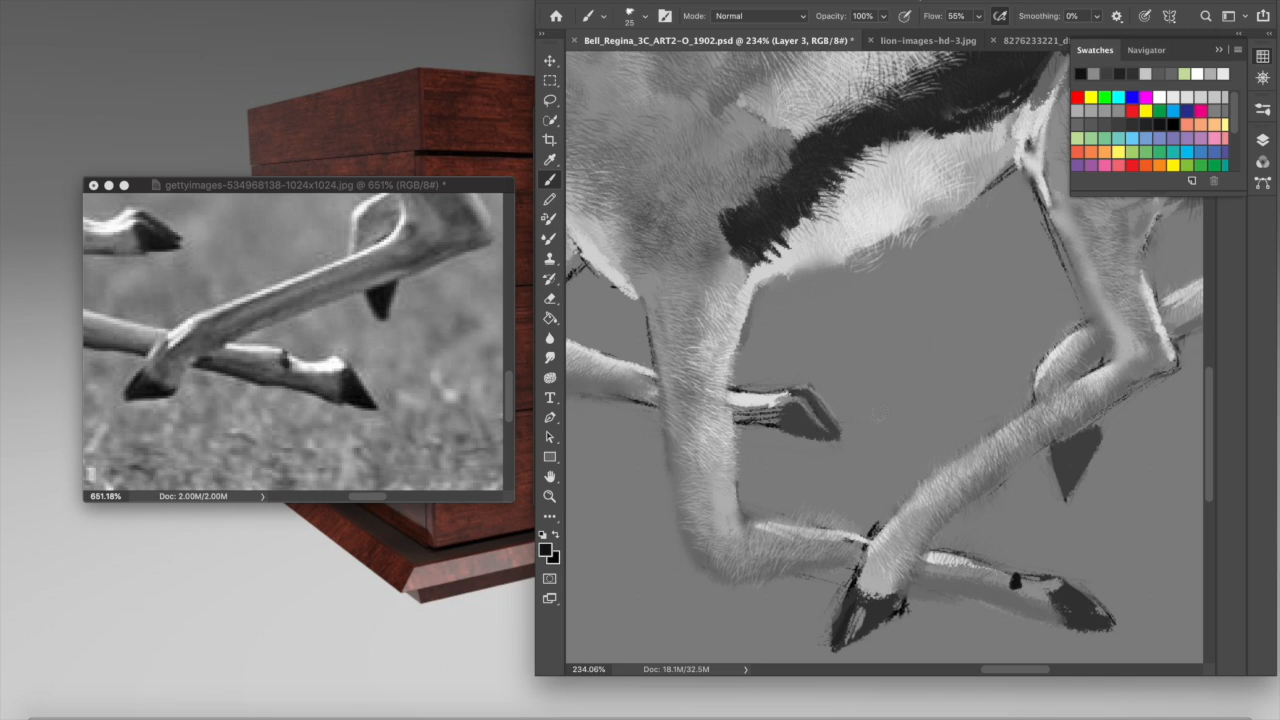 25
Mode: Normal
Opacity: 100%
Flow: 55%
Smoothing: 0%
Bell_Regina_3C_ART2-O_1902.psd @ 234% (Layer 3, RGB/8#) *
lion-images-hd-3.jpg
Swatches
Navigator
gettyimages-534968138-1024x1024.jpg @ 651% (RGB/8#) *
651.18%
Doc: 2.00M/2.00M
234.06%
Doc: 18.1M/32.5M